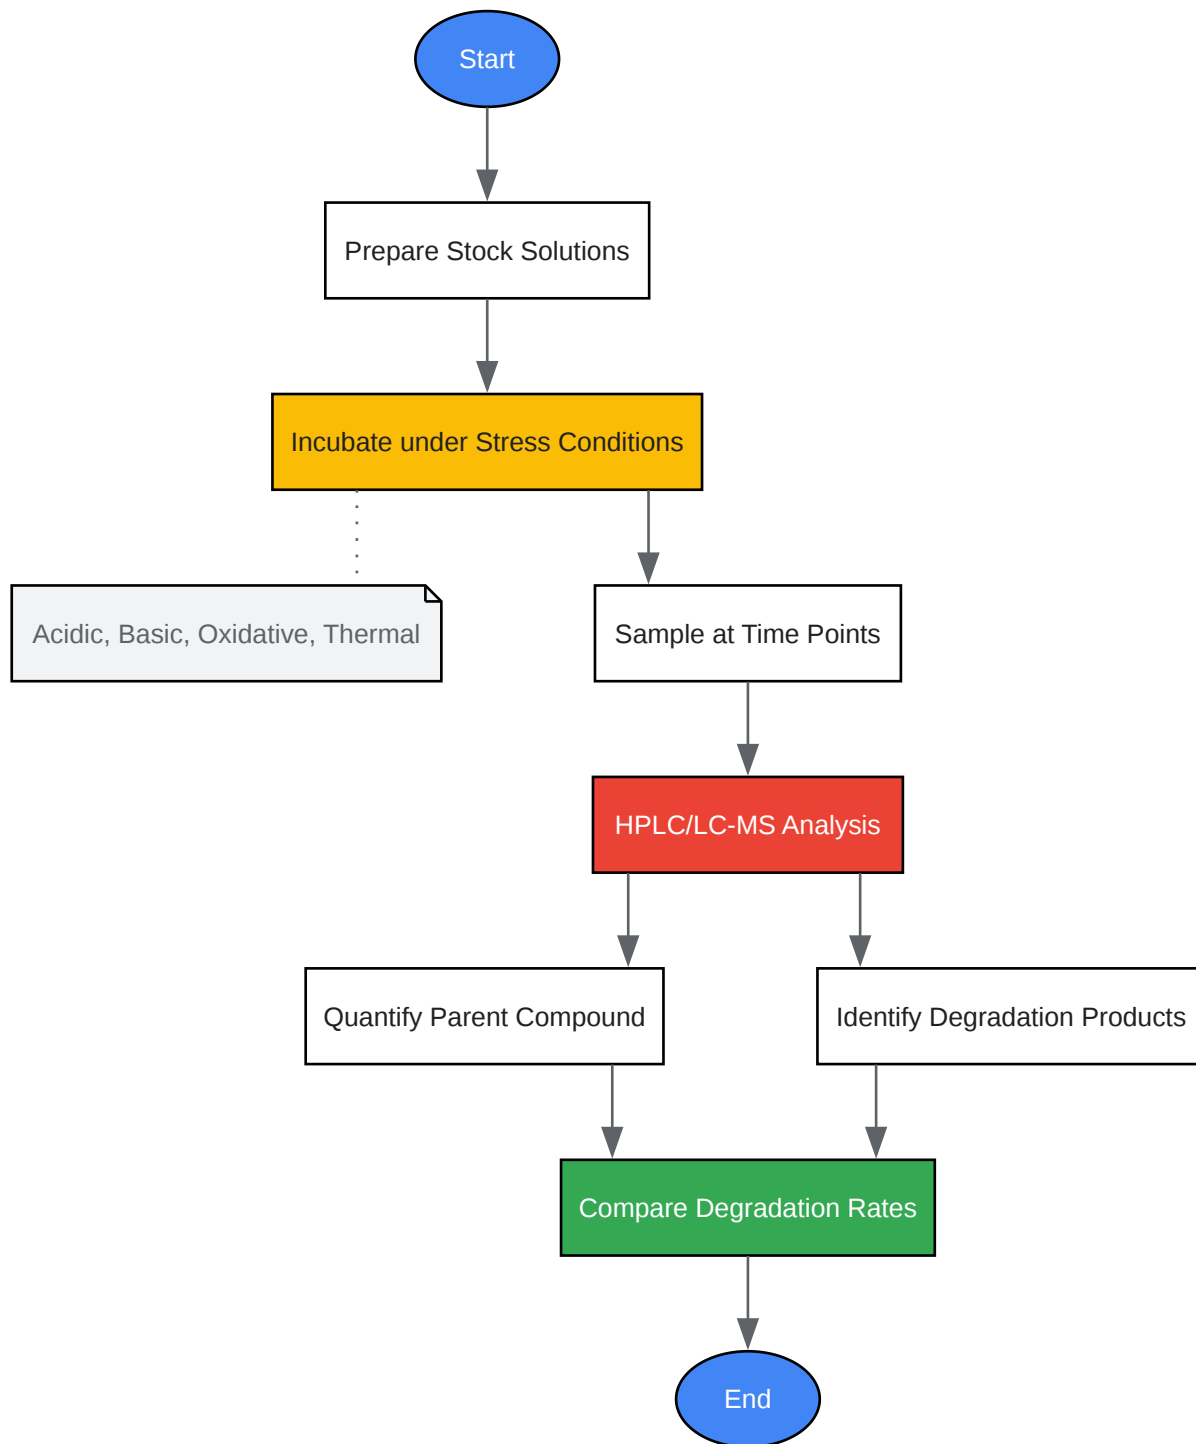 Start
Prepare Stock Solutions
Incubate under Stress Conditions
Acidic, Basic, Oxidative, Thermal
Sample at Time Points
HPLC/LC-MS Analysis
Quantify Parent Compound
Identify Degradation Products
Compare Degradation Rates
End